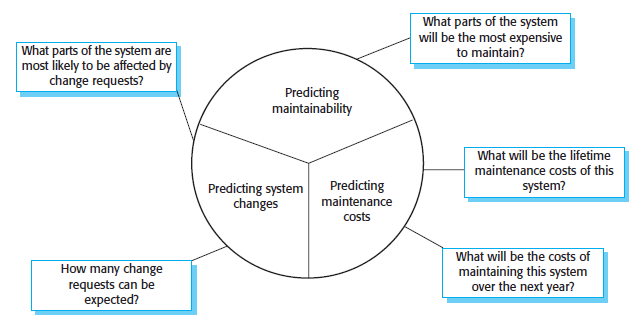 What parts of the system
will be the most expensive
to maintain?
What parts of the system are
most likely to be affected by
change requests?
Predicting
maintainability
What will be the lifetime
maintenance costs of this
system?
Predicting system
changes
Predicting
maintenance
costs
What will be the costs of
maintaining this system
over the next year?
How many change
requests can be
expected?